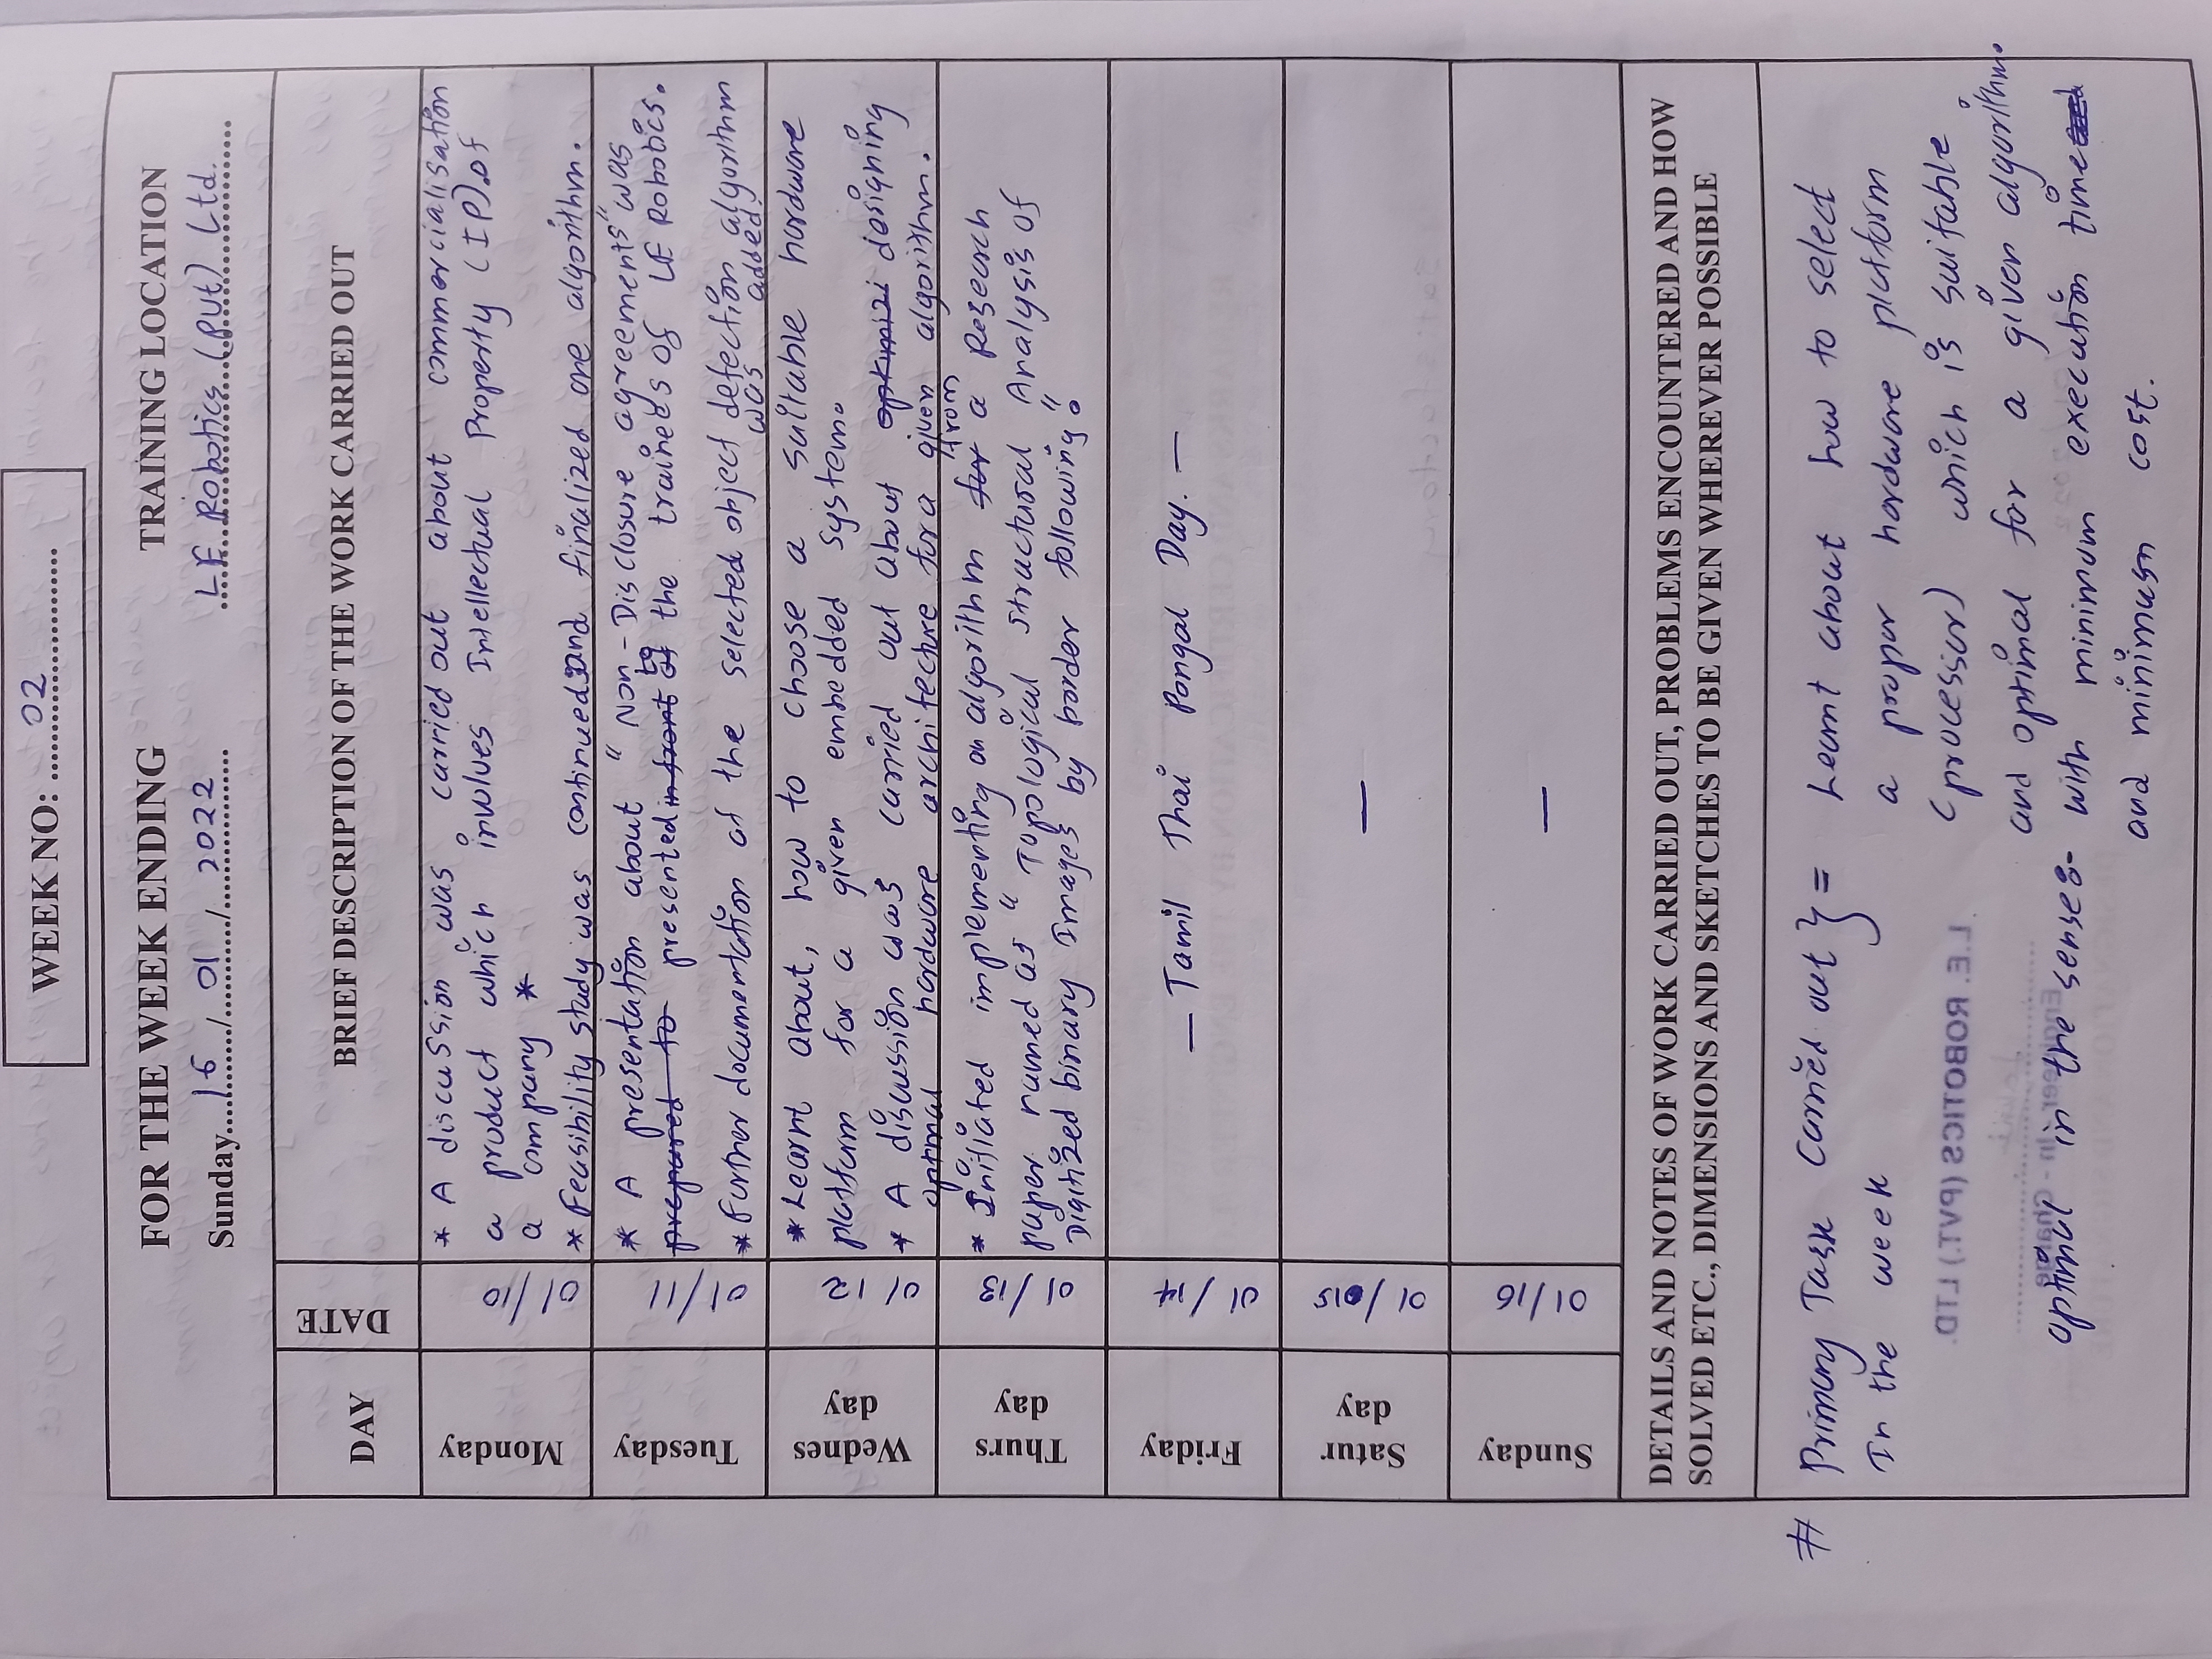 WEEK NO: 02
FOR THE WEEK ENDING
TRAINING LOCATION
Sunday 16 / 01 / 2022
LE Robotics (Pvt) Ltd.
DAY
DATE
BRIEF DESCRIPTION OF THE WORK CARRIED OUT
Monday
01/10
* A discussion was carried out about commercialisation
a product which involves Intellectual Property (IP) of
a company *
* Feasibility study was continued and finalized one algorithm.
Tuesday
01/11
* A presentation about "Non-Disclosure agreements" was
prepared to presented in front of to the trainees of LE Robotics.
* Further documentation of the selected object detection algorithm
was added.
Wednes
day
01/12
* Learnt about, how to choose a suitable hardware
platform for a given embedded system.
* A discussion was carried out about optimizi designing
optimal hardware architecture for a given algorithm.
Thurs
day
01/13
* Initiated implementing an algorithm for from a Research
paper named as "Topological Structural Analysis of
Digitized binary Images by border following".
Friday
01/14
— Tamil Thai Pongal Day. —
Satur
day
01/15
—
Sunday
01/16
—
DETAILS AND NOTES OF WORK CARRIED OUT, PROBLEMS ENCOUNTERED AND HOW
SOLVED ETC., DIMENSIONS AND SKETCHES TO BE GIVEN WHEREVER POSSIBLE
# Primary Task Carried out } = Learnt about how to select
In the week a proper hardware platform
(processor) which is suitable
and optimal for a given algorithm.
optimal in the sense:- with minimum execution time
and minimum cost.
L.E. ROBOTICS (PVT.) LTD.
Engineer - In - Charge